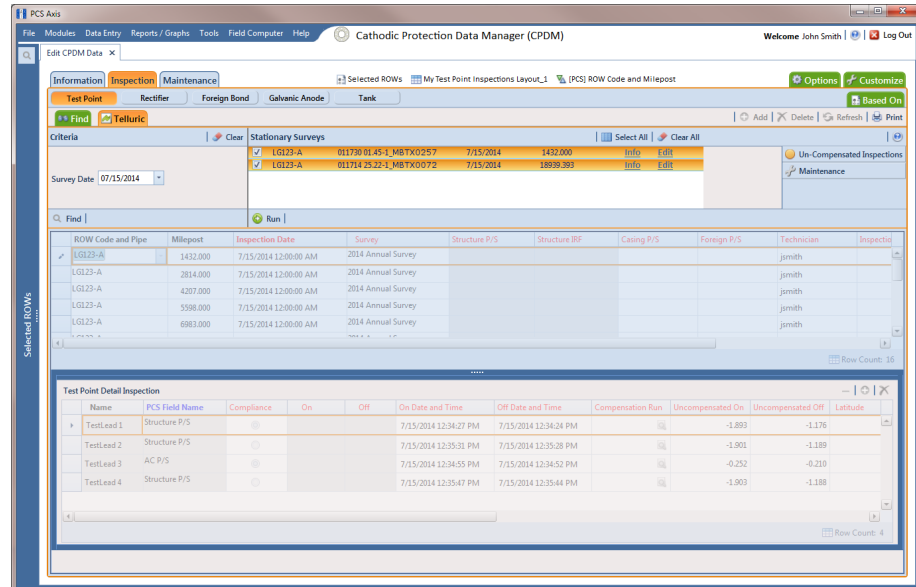 PCS Axis
File Modules Data Entry Reports / Graphs Tools Field Computer Help Cathodic Protection Data Manager (CPDM) Welcome John Smith Log Out
Edit CPDM Data ×
Information Inspection Maintenance Selected ROWs My Test Point Inspections Layout_1 [PCS] ROW Code and Milepost Options Customize
Test Point Rectifier Foreign Bond Galvanic Anode Tank Based On
Find Telluric Add Delete Refresh Print
Criteria Clear Stationary Surveys Select All Clear All
LG123-A 011730 01.45-1_MBTX0257 7/15/2014 1432.000 Info Edit Un-Compensated Inspections
LG123-A 011714 25.22-1_MBTX0072 7/15/2014 18939.393 Info Edit Maintenance
Survey Date 07/15/2014
Find Run
ROW Code and Pipe Milepost Inspection Date Survey Structure P/S Structure IRF Casing P/S Foreign P/S Technician Inspectio
LG123-A 1432.000 7/15/2014 12:00:00 AM 2014 Annual Survey jsmith
LG123-A 2814.000 7/15/2014 12:00:00 AM 2014 Annual Survey jsmith
LG123-A 4207.000 7/15/2014 12:00:00 AM 2014 Annual Survey jsmith
LG123-A 5598.000 7/15/2014 12:00:00 AM 2014 Annual Survey jsmith
LG123-A 6983.000 7/15/2014 12:00:00 AM 2014 Annual Survey jsmith
Row Count: 16
Selected ROWs
Test Point Detail Inspection
Name PCS Field Name Compliance On Off On Date and Time Off Date and Time Compensation Run Uncompensated On Uncompensated Off Latitude
TestLead 1 Structure P/S 7/15/2014 12:34:27 PM 7/15/2014 12:34:24 PM -1.893 -1.176
TestLead 2 Structure P/S 7/15/2014 12:35:31 PM 7/15/2014 12:35:28 PM -1.901 -1.189
TestLead 3 AC P/S 7/15/2014 12:34:55 PM 7/15/2014 12:34:52 PM -0.252 -0.210
TestLead 4 Structure P/S 7/15/2014 12:35:47 PM 7/15/2014 12:35:44 PM -1.903 -1.188
Row Count: 4